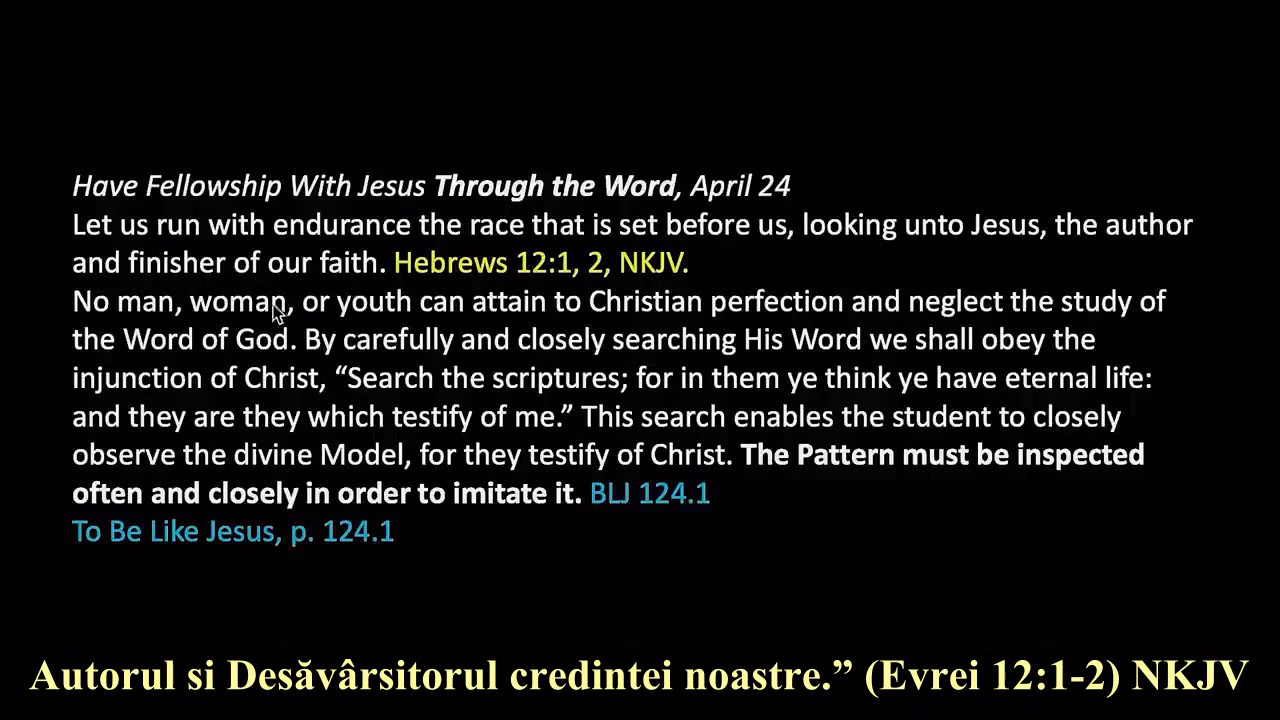 Have Fellowship With Jesus Through the Word, April 24
Let us run with endurance the race that is set before us, looking unto Jesus, the author
and finisher of our faith. Hebrews 12:1, 2, NKJV.
No man, woman, or youth can attain to Christian perfection and neglect the study of
the Word of God. By carefully and closely searching His Word we shall obey the
injunction of Christ, “Search the scriptures; for in them ye think ye have eternal life:
and they are they which testify of me.” This search enables the student to closely
observe the divine Model, for they testify of Christ. The Pattern must be inspected
often and closely in order to imitate it. BLJ 124.1
To Be Like Jesus, p. 124.1
Autorul si Desăvârsitorul credintei noastre.” (Evrei 12:1-2) NKJV